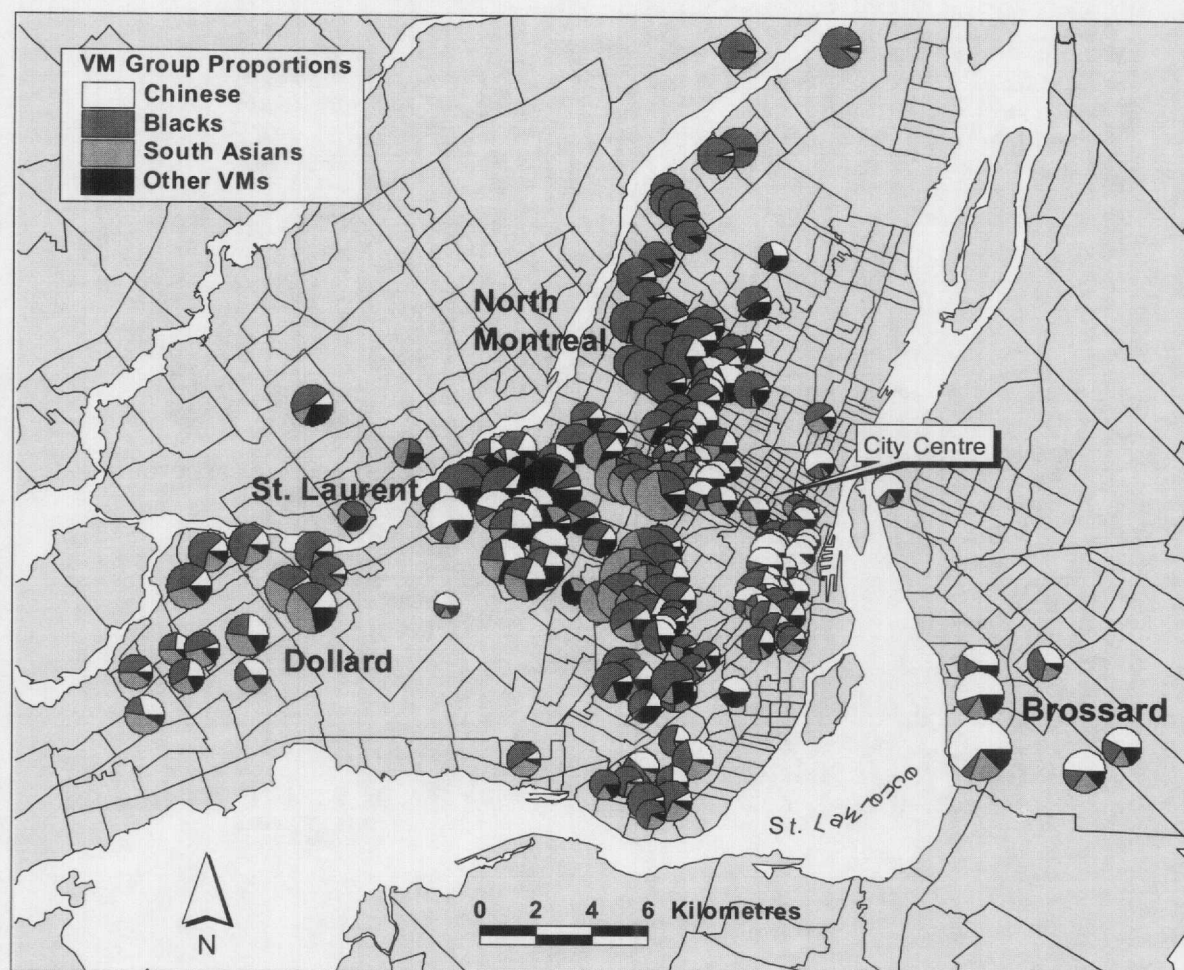 VM Group Proportions
Chinese
Blacks
South Asians
Other VMs
North
Montreal
City Centre
St. Laurent
Dollard
Brossard
St. Lawrence
N
0 2 4 6 Kilometres